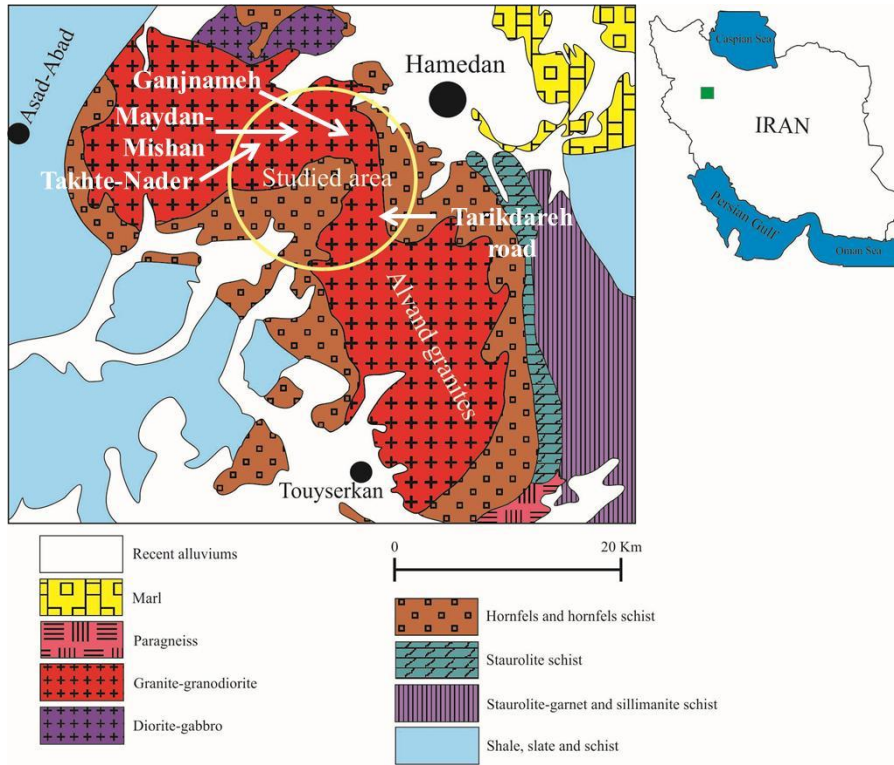 Asad-Abad
Ganjnameh
Maydan-
Mishan
Takhte-Nader
Studied area
Hamedan
Tarikdareh
road
Alvand granites
Touyserkan
Caspian Sea
IRAN
Persian Gulf
Oman Sea
Recent alluviums
Marl
Paragneiss
Granite-granodiorite
Diorite-gabbro
0 20 Km
Hornfels and hornfels schist
Staurolite schist
Staurolite-garnet and sillimanite schist
Shale, slate and schist